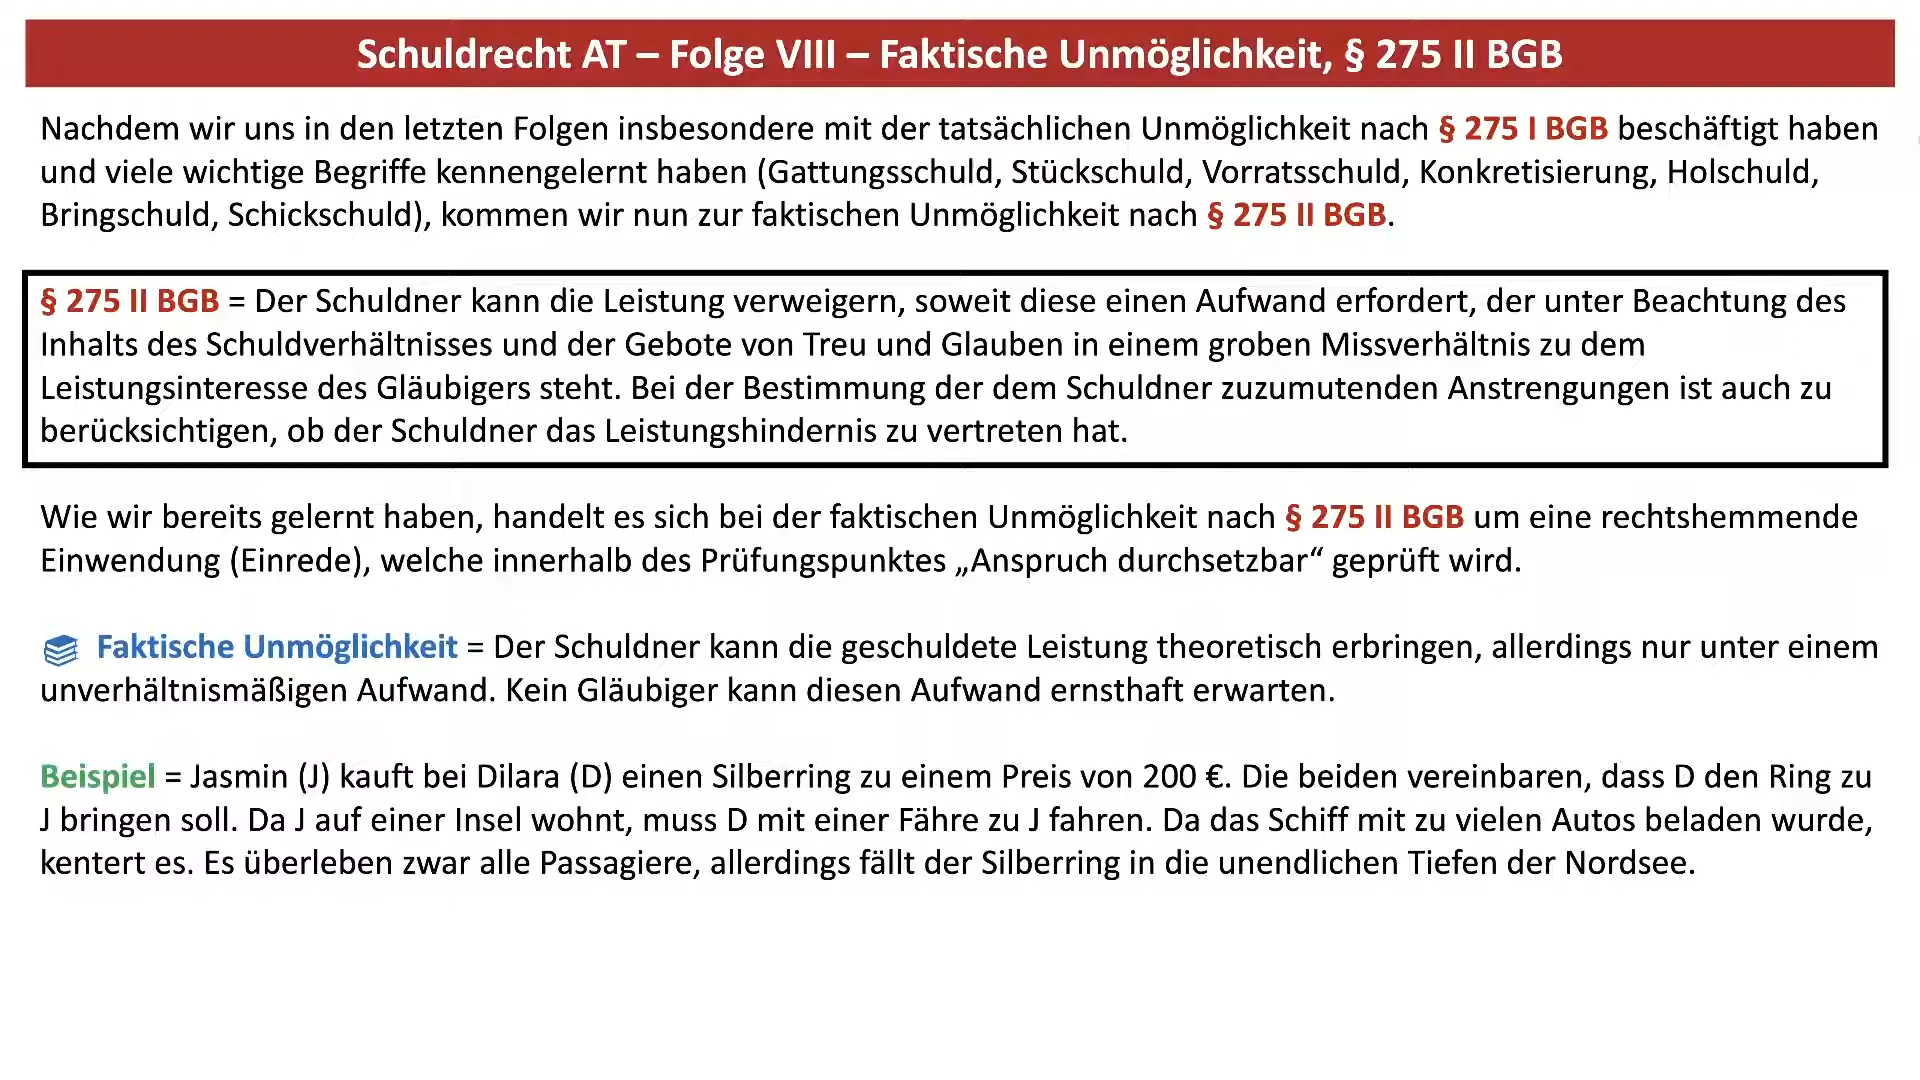 Schuldrecht AT – Folge VIII – Faktische Unmöglichkeit, § 275 II BGB
Nachdem wir uns in den letzten Folgen insbesondere mit der tatsächlichen Unmöglichkeit nach § 275 I BGB beschäftigt haben
und viele wichtige Begriffe kennengelernt haben (Gattungsschuld, Stückschuld, Vorratsschuld, Konkretisierung, Holschuld,
Bringschuld, Schickschuld), kommen wir nun zur faktischen Unmöglichkeit nach § 275 II BGB.
§ 275 II BGB = Der Schuldner kann die Leistung verweigern, soweit diese einen Aufwand erfordert, der unter Beachtung des
Inhalts des Schuldverhältnisses und der Gebote von Treu und Glauben in einem groben Missverhältnis zu dem
Leistungsinteresse des Gläubigers steht. Bei der Bestimmung der dem Schuldner zuzumutenden Anstrengungen ist auch zu
berücksichtigen, ob der Schuldner das Leistungshindernis zu vertreten hat.
Wie wir bereits gelernt haben, handelt es sich bei der faktischen Unmöglichkeit nach § 275 II BGB um eine rechtshemmende
Einwendung (Einrede), welche innerhalb des Prüfungspunktes „Anspruch durchsetzbar“ geprüft wird.
Faktische Unmöglichkeit = Der Schuldner kann die geschuldete Leistung theoretisch erbringen, allerdings nur unter einem
unverhältnismäßigen Aufwand. Kein Gläubiger kann diesen Aufwand ernsthaft erwarten.
Beispiel = Jasmin (J) kauft bei Dilara (D) einen Silberring zu einem Preis von 200 €. Die beiden vereinbaren, dass D den Ring zu
J bringen soll. Da J auf einer Insel wohnt, muss D mit einer Fähre zu J fahren. Da das Schiff mit zu vielen Autos beladen wurde,
kentert es. Es überleben zwar alle Passagiere, allerdings fällt der Silberring in die unendlichen Tiefen der Nordsee.